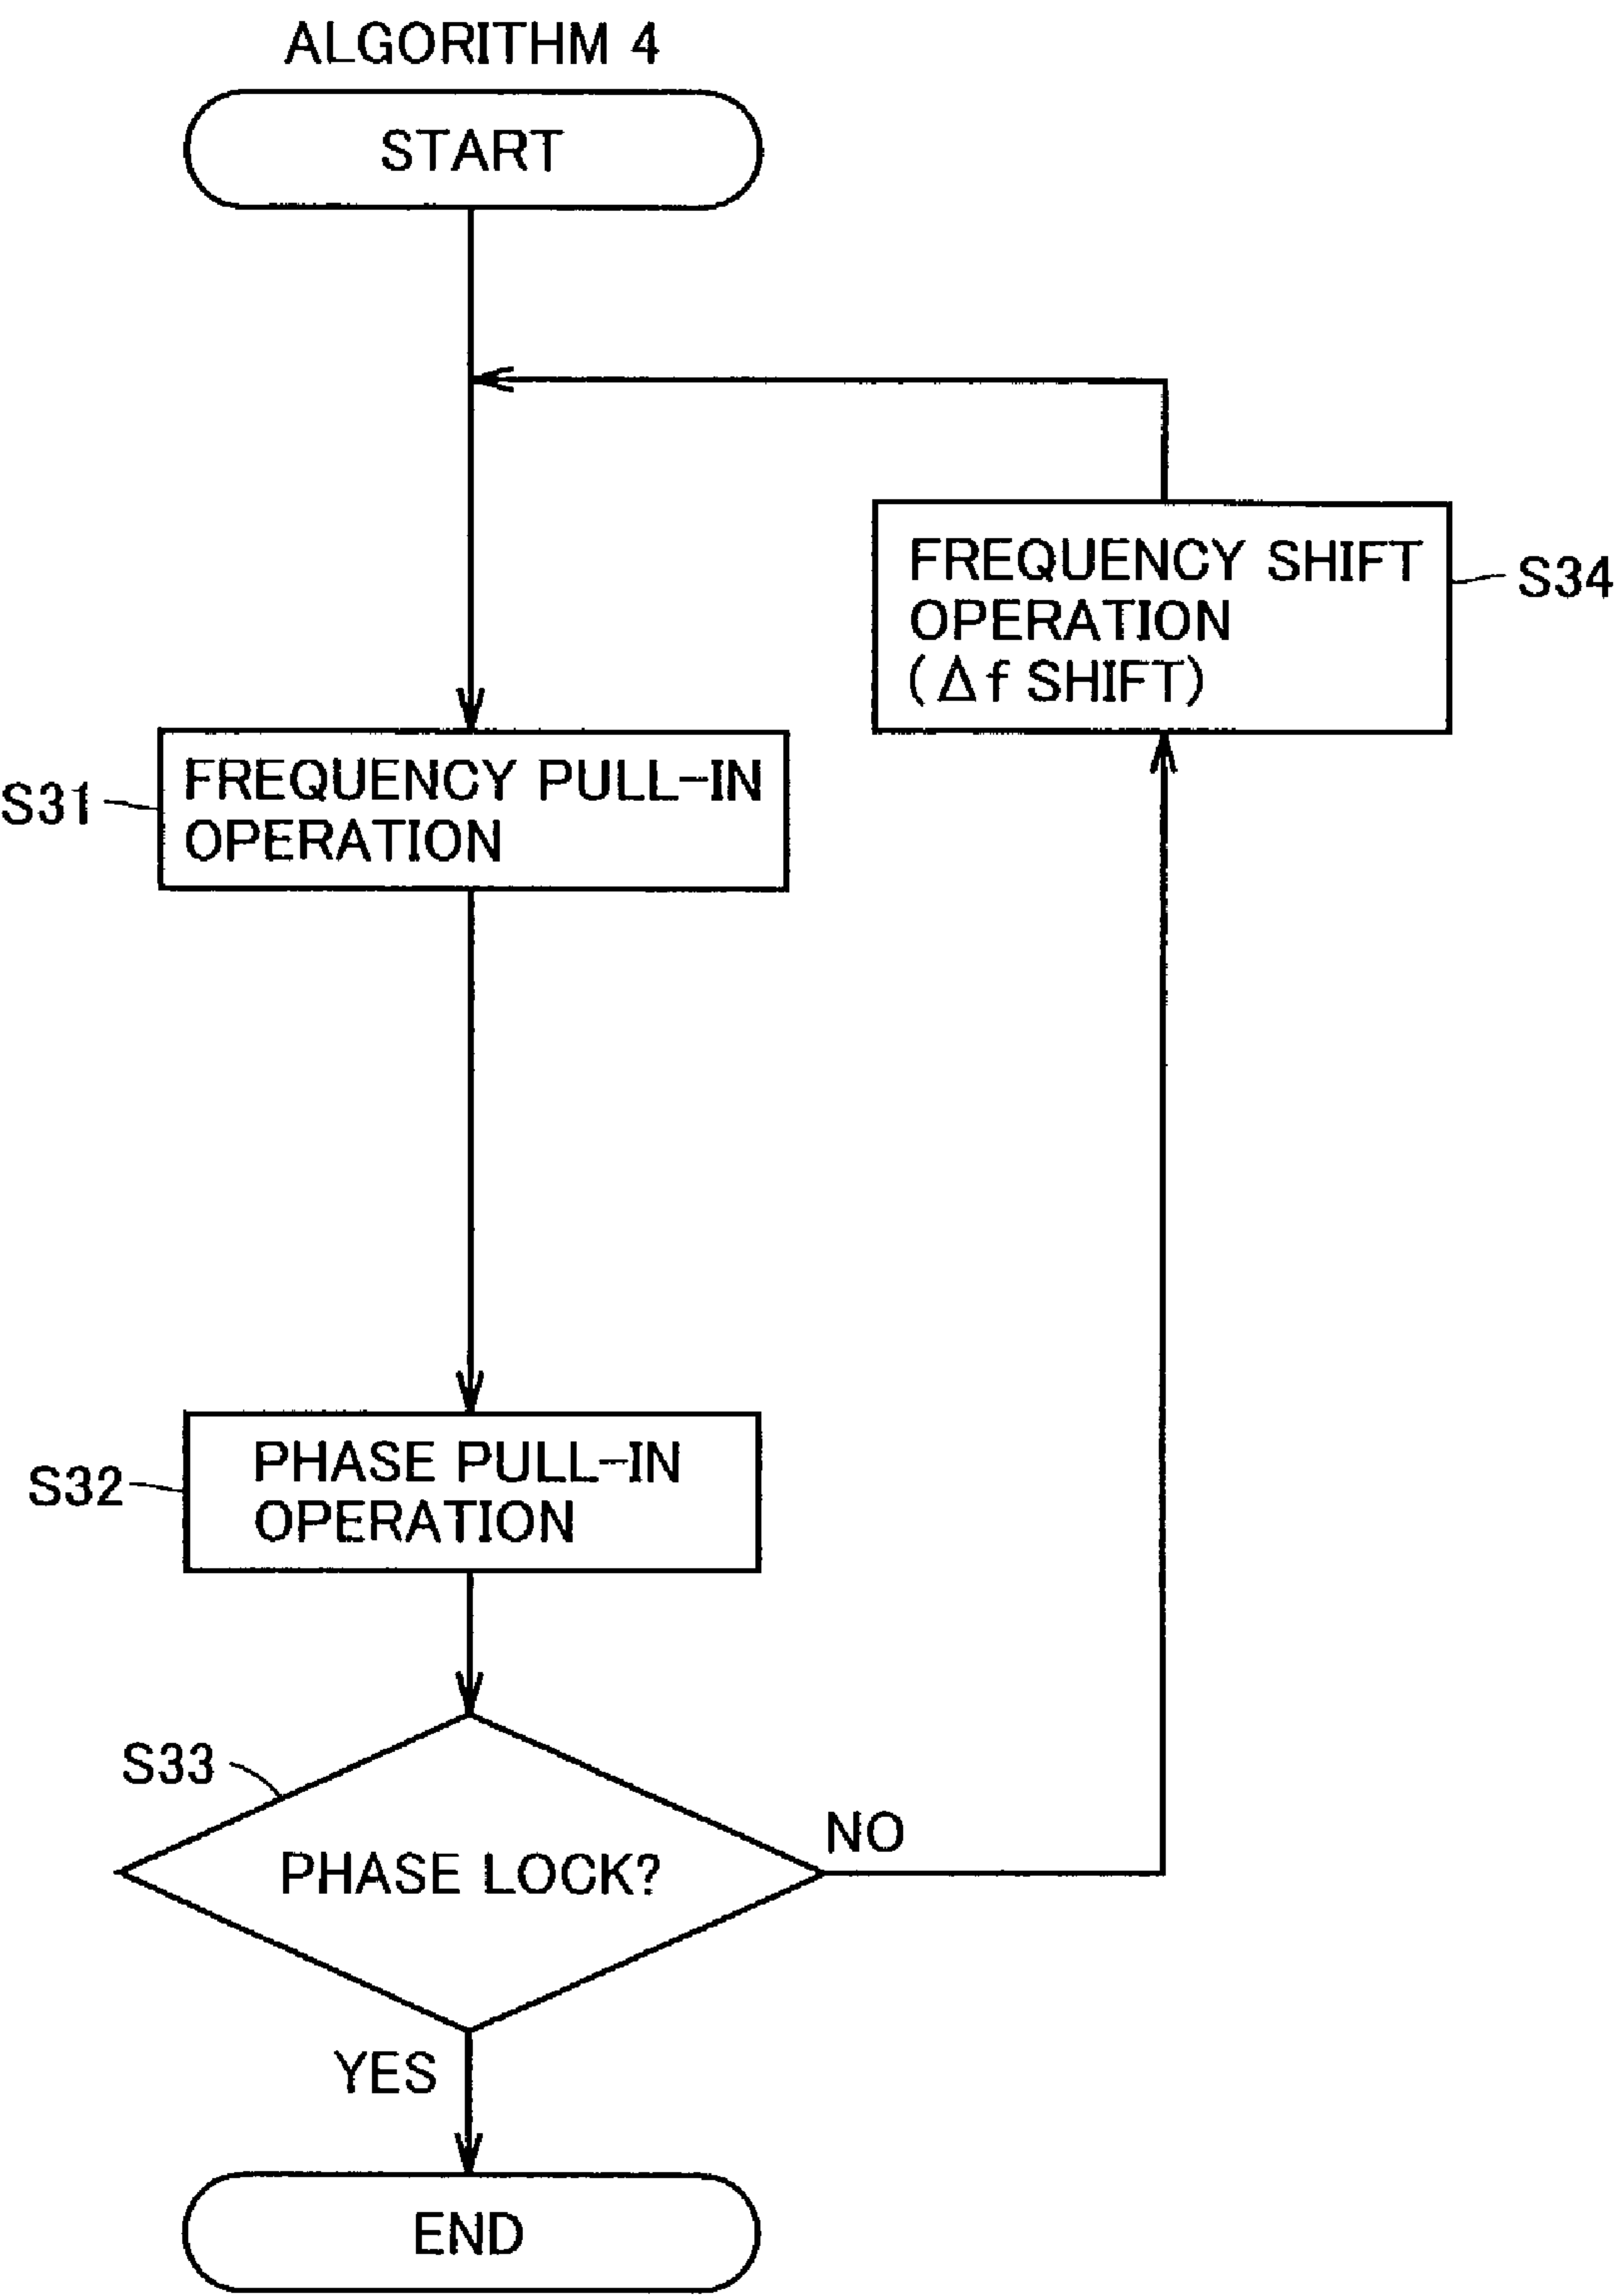 ALGORITHM 4
START
FREQUENCY SHIFT
OPERATION
(Δf SHIFT)
S34
S31
FREQUENCY PULL-IN
OPERATION
S32
PHASE PULL-IN
OPERATION
S33
PHASE LOCK?
NO
YES
END